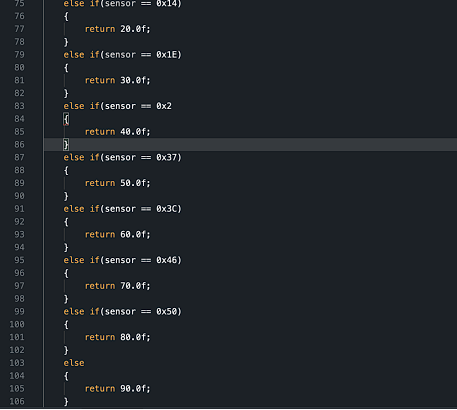 75 else if(sensor == 0x14)
76 {
77 return 20.0f;
78 }
79 else if(sensor == 0x1E)
80 {
81 return 30.0f;
82 }
83 else if(sensor == 0x2
84 {
85 return 40.0f;
86 }
87 else if(sensor == 0x37)
88 {
89 return 50.0f;
90 }
91 else if(sensor == 0x3C)
92 {
93 return 60.0f;
94 }
95 else if(sensor == 0x46)
96 {
97 return 70.0f;
98 }
99 else if(sensor == 0x50)
100 {
101 return 80.0f;
102 }
103 else
104 {
105 return 90.0f;
106 }